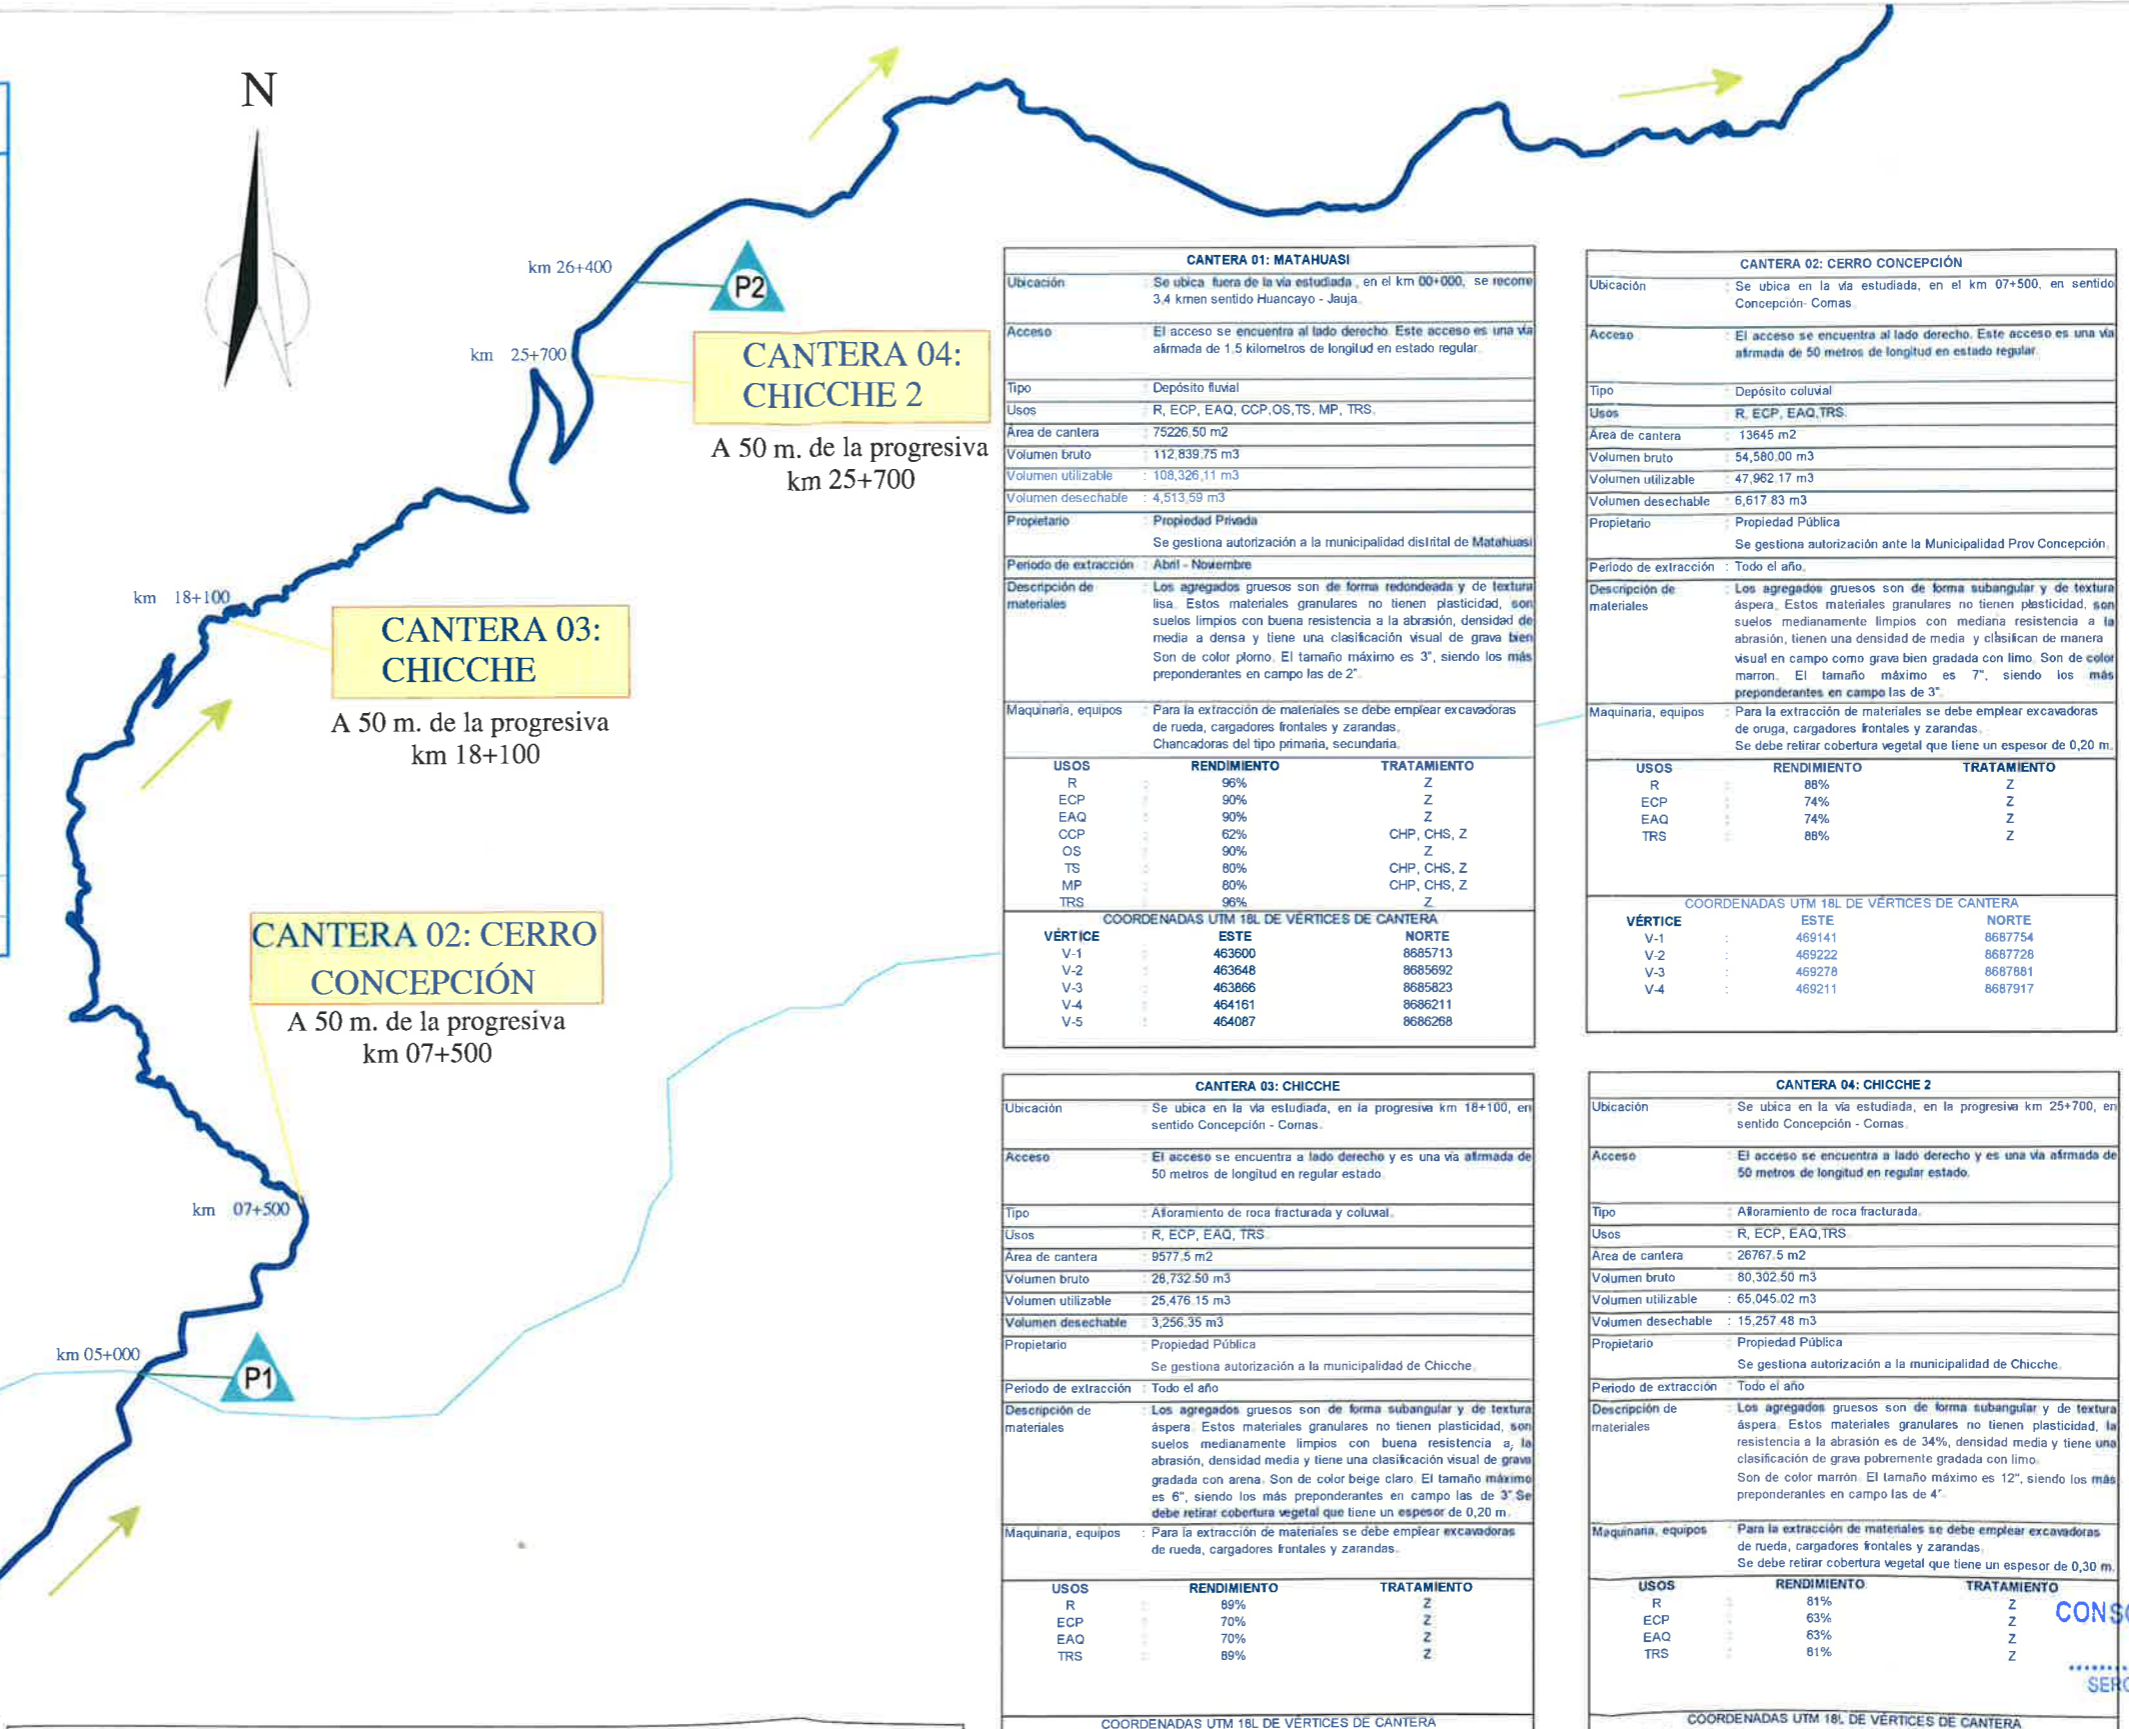 N
km 26+400
P2
km 25+700
CANTERA 04:
CHICCHE 2
A 50 m. de la progresiva
km 25+700
km 18+100
CANTERA 03:
CHICCHE
A 50 m. de la progresiva
km 18+100
CANTERA 02: CERRO
CONCEPCIÓN
A 50 m. de la progresiva
km 07+500
km 07+500
km 05+000
P1
CANTERA 01: MATAHUASI
Ubicación : Se ubica fuera de la vía estudiada , en el km 00+000, se recorre
3,4 kmen sentido Huancayo - Jauja.
Acceso : El acceso se encuentra al lado derecho. Este acceso es una vía
afirmada de 1.5 kilometros de longitud en estado regular.
Tipo : Depósito fluvial
Usos : R, ECP, EAQ, CCP,OS,TS, MP, TRS.
Área de cantera : 75226,50 m2
Volumen bruto : 112,839.75 m3
Volumen utilizable : 108,326,11 m3
Volumen desechable : 4,513,59 m3
Propietario : Propiedad Privada
Se gestiona autorización a la municipalidad distrital de Matahuasi
Periodo de extracción : Abril - Noviembre
Descripción de : Los agregados gruesos son de forma redondeada y de textura
materiales lisa. Estos materiales granulares no tienen plasticidad, son
suelos limpios con buena resistencia a la abrasión, densidad de
media a densa y tiene una clasificación visual de grava bien
Son de color plomo. El tamaño máximo es 3", siendo los más
preponderantes en campo las de 2".
Maquinaria, equipos : Para la extracción de materiales se debe emplear excavadoras
de rueda, cargadores frontales y zarandas.
Chancadoras del tipo primaria, secundaria.
USOS RENDIMIENTO TRATAMIENTO
R : 96% Z
ECP : 90% Z
EAQ : 90% Z
CCP : 62% CHP, CHS, Z
OS : 90% Z
TS : 80% CHP, CHS, Z
MP : 80% CHP, CHS, Z
TRS : 96% Z
COORDENADAS UTM 18L DE VÉRTICES DE CANTERA
VÉRTICE ESTE NORTE
V-1 : 463600 8685713
V-2 : 463648 8685692
V-3 : 463866 8685823
V-4 : 464161 8686211
V-5 : 464087 8686268
CANTERA 02: CERRO CONCEPCIÓN
Ubicación : Se ubica en la vía estudiada, en el km 07+500, en sentido
Concepción- Comas.
Acceso : El acceso se encuentra al lado derecho. Este acceso es una vía
afirmada de 50 metros de longitud en estado regular.
Tipo : Depósito coluvial
Usos : R, ECP, EAQ,TRS.
Área de cantera : 13645 m2
Volumen bruto : 54,580.00 m3
Volumen utilizable : 47,962.17 m3
Volumen desechable : 6,617.83 m3
Propietario : Propiedad Pública
Se gestiona autorización ante la Municipalidad Prov Concepción.
Periodo de extracción : Todo el año.
Descripción de : Los agregados gruesos son de forma subangular y de textura
materiales áspera. Estos materiales granulares no tienen plasticidad, son
suelos medianamente limpios con mediana resistencia a la
abrasión, tienen una densidad de media y clasifican de manera
visual en campo como grava bien gradada con limo. Son de color
marron. El tamaño máximo es 7", siendo los más
preponderantes en campo las de 3".
Maquinaria, equipos : Para la extracción de materiales se debe emplear excavadoras
de oruga, cargadores frontales y zarandas.
Se debe retirar cobertura vegetal que tiene un espesor de 0,20 m.
USOS RENDIMIENTO TRATAMIENTO
R : 88% Z
ECP : 74% Z
EAQ : 74% Z
TRS : 88% Z
COORDENADAS UTM 18L DE VÉRTICES DE CANTERA
VÉRTICE ESTE NORTE
V-1 : 469141 8687754
V-2 : 469222 8687728
V-3 : 469278 8687881
V-4 : 469211 8687917
CANTERA 03: CHICCHE
Ubicación : Se ubica en la vía estudiada, en la progresiva km 18+100, en
sentido Concepción - Comas.
Acceso : El acceso se encuentra a lado derecho y es una vía afirmada de
50 metros de longitud en regular estado.
Tipo : Afloramiento de roca fracturada y coluvial.
Usos : R, ECP, EAQ, TRS.
Área de cantera : 9577.5 m2
Volumen bruto : 28,732.50 m3
Volumen utilizable : 25,476.15 m3
Volumen desechable : 3,256.35 m3
Propietario : Propiedad Pública
Se gestiona autorización a la municipalidad de Chicche.
Periodo de extracción : Todo el año
Descripción de : Los agregados gruesos son de forma subangular y de textura
materiales áspera. Estos materiales granulares no tienen plasticidad, son
suelos medianamente limpios con buena resistencia a, la
abrasión, densidad media y tiene una clasificación visual de grava
gradada con arena. Son de color beige claro. El tamaño máximo
es 6", siendo los más preponderantes en campo las de 3".Se
debe retirar cobertura vegetal que tiene un espesor de 0,20 m.
Maquinaria, equipos : Para la extracción de materiales se debe emplear excavadoras
de rueda, cargadores frontales y zarandas.
USOS RENDIMIENTO TRATAMIENTO
R : 89% Z
ECP : 70% Z
EAQ : 70% Z
TRS : 89% Z
COORDENADAS UTM 18L DE VÉRTICES DE CANTERA
CANTERA 04: CHICCHE 2
Ubicación : Se ubica en la vía estudiada, en la progresiva km 25+700, en
sentido Concepción - Comas.
Acceso : El acceso se encuentra a lado derecho y es una vía afirmada de
50 metros de longitud en regular estado.
Tipo : Afloramiento de roca fracturada.
Usos : R, ECP, EAQ,TRS
Área de cantera : 26767.5 m2
Volumen bruto : 80,302.50 m3
Volumen utilizable : 65,045.02 m3
Volumen desechable : 15,257.48 m3
Propietario : Propiedad Pública
Se gestiona autorización a la municipalidad de Chicche.
Periodo de extracción : Todo el año
Descripción de : Los agregados gruesos son de forma subangular y de textura
materiales áspera. Estos materiales granulares no tienen plasticidad, la
resistencia a la abrasión es de 34%, densidad media y tiene una
clasificación de grava pobremente gradada con limo.
Son de color marrón. El tamaño máximo es 12", siendo los más
preponderantes en campo las de 4".
Maquinaria, equipos : Para la extracción de materiales se debe emplear excavadoras
de rueda, cargadores frontales y zarandas.
Se debe retirar cobertura vegetal que tiene un espesor de 0,30 m.
USOS RENDIMIENTO TRATAMIENTO
R : 81% Z
ECP : 63% Z
EAQ : 63% Z
TRS : 81% Z
COORDENADAS UTM 18L DE VÉRTICES DE CANTERA